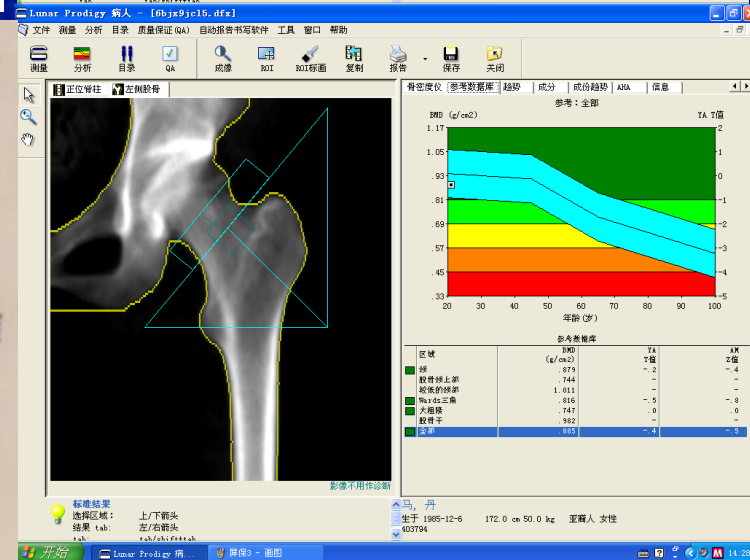 Lunar Prodigy 病人 - [6bjx9jcl5.dfx]
文件 测量 分析 目录 质量保证(QA) 自动报告书写软件 工具 窗口 帮助
测量 分析 目录 QA 成像 ROI ROI标画 复制 报告 保存 关闭
正位脊柱 左侧股骨
骨密度仪 参考数据库 趋势 成分 成份趋势 AHA 信息
参考：全部
BMD (g/cm2) YA T值
1.17 2
1.05 1
.93 0
.81 -1
.69 -2
.57 -3
.45 -4
.33 -5
20 30 40 50 60 70 80 90 100
年龄(岁)
参考数据库
区域 BMD (g/cm2) YA T值 AM Z值
颈 .879 -.2 -.4
股骨颈上部 .744 - -
较低的颈部 1.011 - -
Wards三角 .816 -.5 -.8
大粗隆 .747 .0 .0
股骨干 .982 - -
全部 .885 -.4 -.5
影像不用作诊断
标准结果
选择区域： 上/下箭头
结果 tab: 左/右箭头
tab: tab/shift+tab
马, 丹
生于 1985-12-6 172.0 cm 50.0 kg 亚裔人 女性
403794
开始 Lunar Prodigy 病... 屏保3 - 画图 14:28